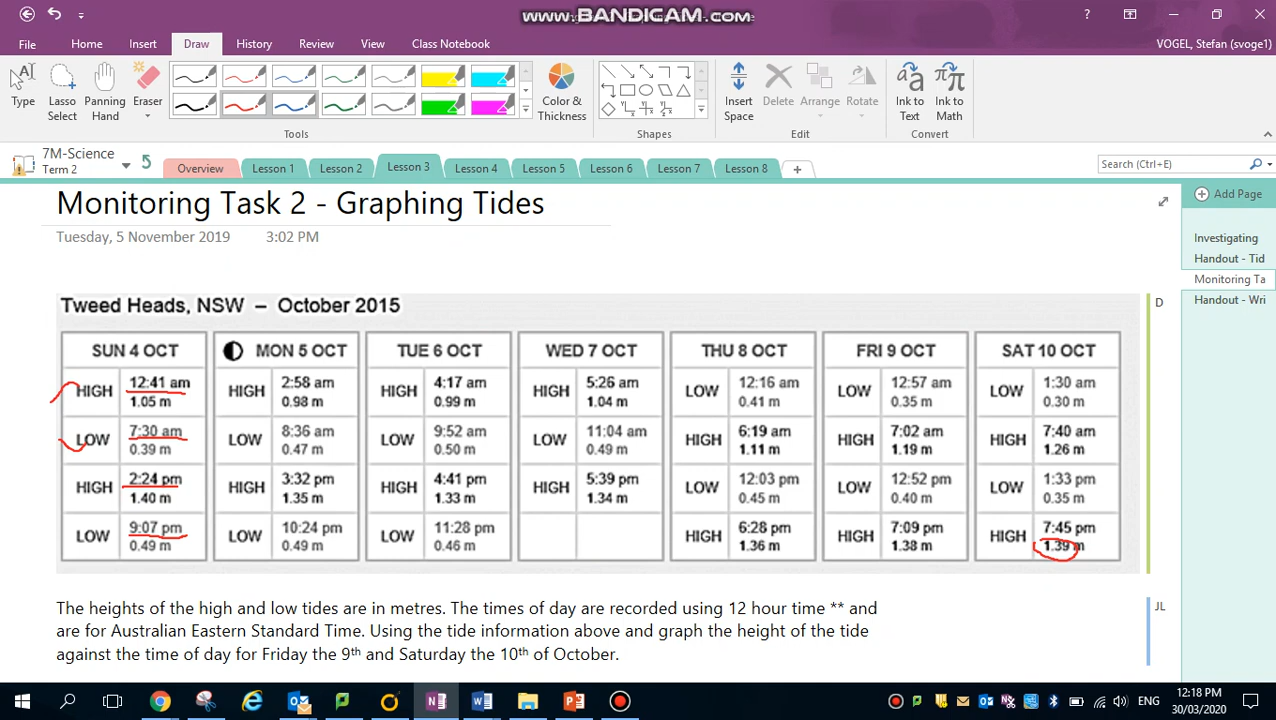 www.BANDICAM.com
File Home Insert Draw History Review View Class Notebook VOGEL, Stefan (svoge1)
Type Lasso Select Panning Hand Eraser Color & Thickness Insert Space Delete Arrange Rotate Ink to Text Ink to Math
Tools Shapes Edit Convert
7M-Science
Term 2
Overview Lesson 1 Lesson 2 Lesson 3 Lesson 4 Lesson 5 Lesson 6 Lesson 7 Lesson 8 Search (Ctrl+E)
Monitoring Task 2 - Graphing Tides
Tuesday, 5 November 2019 3:02 PM
Add Page
Investigating
Handout - Tid
Monitoring Ta
Handout - Wri
Tweed Heads, NSW – October 2015
D
SUN 4 OCT MON 5 OCT TUE 6 OCT WED 7 OCT THU 8 OCT FRI 9 OCT SAT 10 OCT
HIGH 12:41 am HIGH 2:58 am HIGH 4:17 am HIGH 5:26 am LOW 12:16 am LOW 12:57 am LOW 1:30 am
1.05 m 0.98 m 0.99 m 1.04 m 0.41 m 0.35 m 0.30 m
LOW 7:30 am LOW 8:36 am LOW 9:52 am LOW 11:04 am HIGH 6:19 am HIGH 7:02 am HIGH 7:40 am
0.39 m 0.47 m 0.50 m 0.49 m 1.11 m 1.19 m 1.26 m
HIGH 2:24 pm HIGH 3:32 pm HIGH 4:41 pm HIGH 5:39 pm LOW 12:03 pm LOW 12:52 pm LOW 1:33 pm
1.40 m 1.35 m 1.33 m 1.34 m 0.45 m 0.40 m 0.35 m
LOW 9:07 pm LOW 10:24 pm LOW 11:28 pm HIGH 6:28 pm HIGH 7:09 pm HIGH 7:45 pm
0.49 m 0.49 m 0.46 m 1.36 m 1.38 m 1.39 m
The heights of the high and low tides are in metres. The times of day are recorded using 12 hour time ** and
JL
are for Australian Eastern Standard Time. Using the tide information above and graph the height of the tide
against the time of day for Friday the 9th and Saturday the 10th of October.
ENG
12:18 PM
30/03/2020